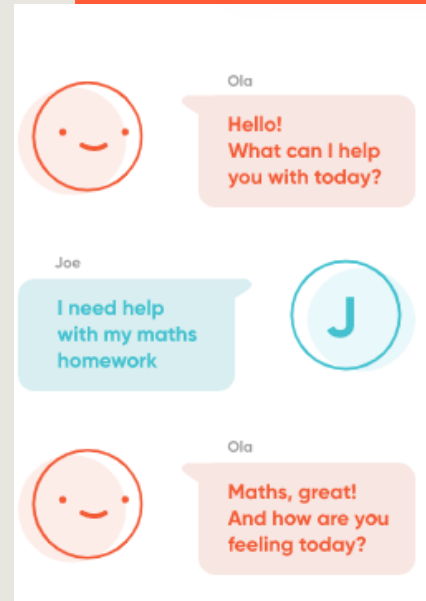 Ola
Hello!
What can I help
you with today?
Joe
I need help
with my maths
homework
J
Ola
Maths, great!
And how are you
feeling today?